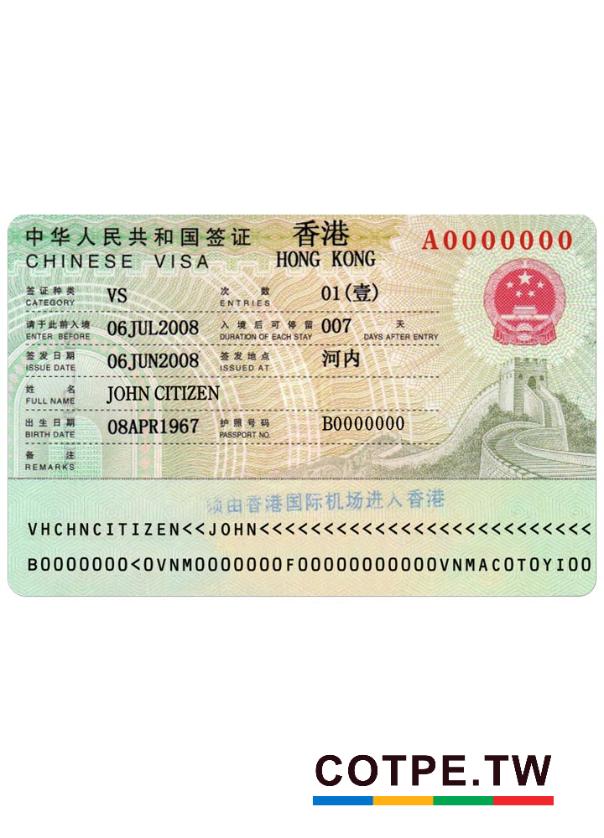 中华人民共和国签证 香港 A0000000
CHINESE VISA HONG KONG
签证种类 CATEGORY VS 次数 ENTRIES 01(壹)
请于此前入境 ENTER BEFORE 06JUL2008 入境后可停留 DURATION OF EACH STAY 007 天 DAYS AFTER ENTRY
签发日期 ISSUE DATE 06JUN2008 签发地点 ISSUED AT 河内
姓名 FULL NAME JOHN CITIZEN
出生日期 BIRTH DATE 08APR1967 护照号码 PASSPORT NO. B0000000
备注 REMARKS
须由香港国际机场进入香港
VHCHNCITIZEN<<JOHN<<<<<<<<<<<<<<<<<<<<<<<<<<
B0000000<0VNM0000000F00000000000VNMACOTOYI00
COTPE.TW